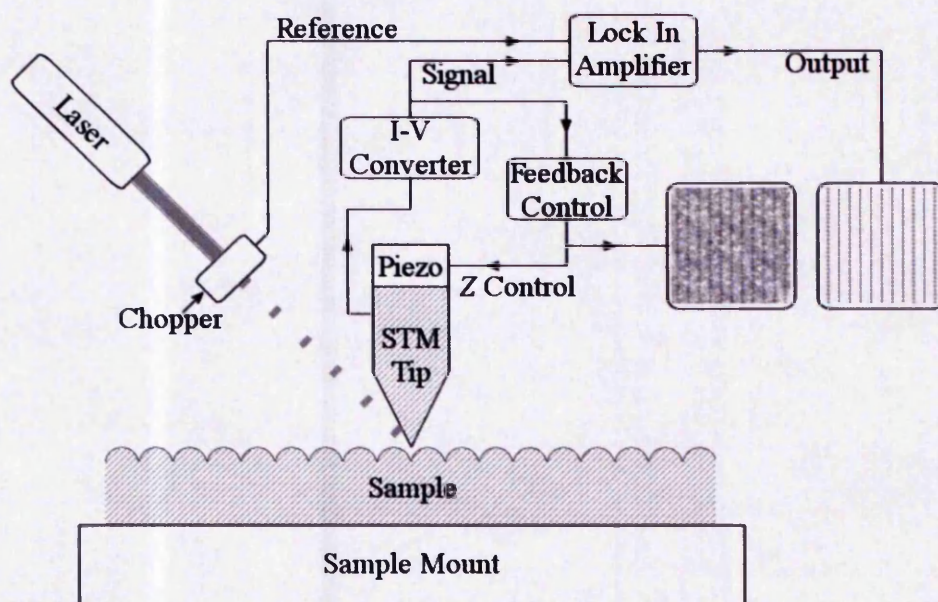 Reference
Lock In
Amplifier
Signal
Output
Laser
I-V
Converter
Feedback
Control
Piezo
Z Control
Chopper
STM
Tip
Sample
Sample Mount